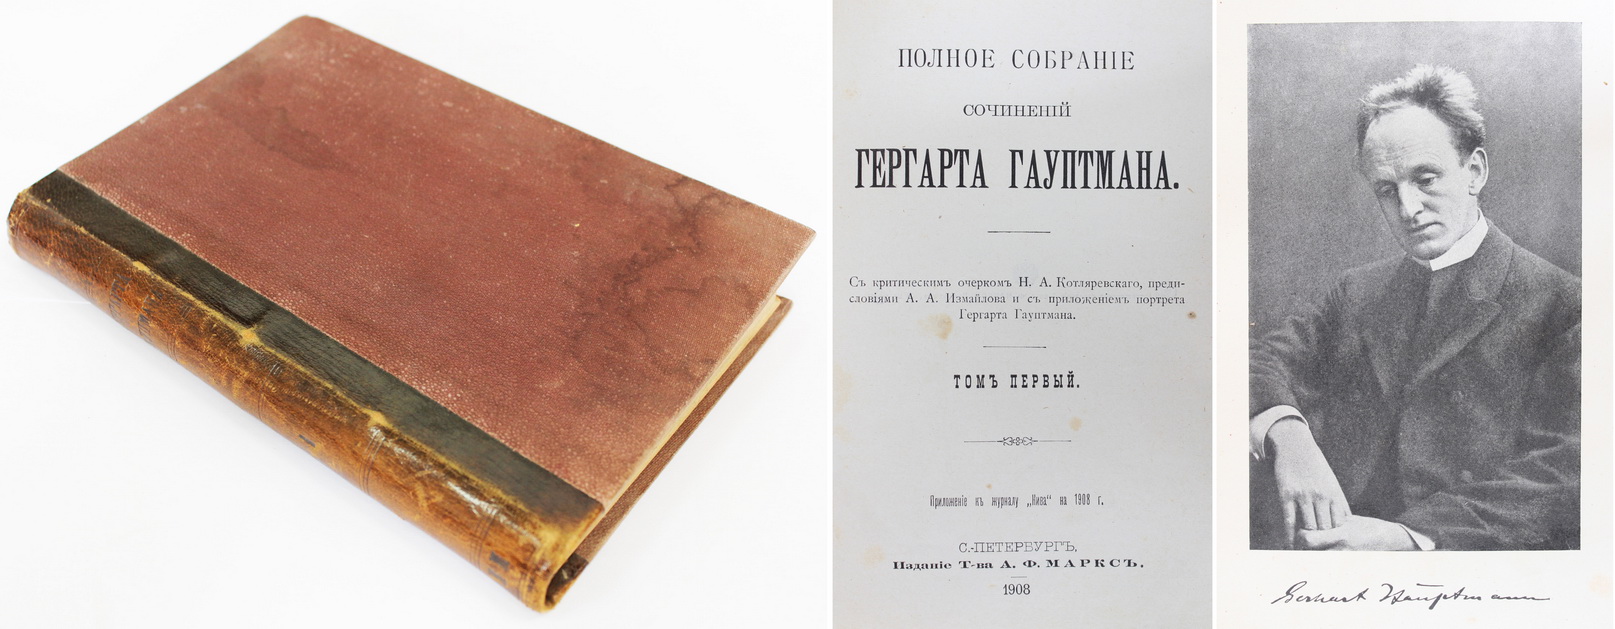 ПОЛНОЕ СОБРАНІЕ
СОЧИНЕНІЙ
ГЕРГАРТА ГАУПТМАНА.
Съ критическимъ очеркомъ Н. А. Котляревскаго, преди-
словіями А. А. Измайлова и съ приложеніемъ портрета
Гергарта Гауптмана.
ТОМЪ ПЕРВЫЙ.
Приложеніе къ журналу „Нива“ на 1908 г.
С.-ПЕТЕРБУРГЪ.
Изданіе Т-ва А. Ф. МАРКСЪ.
1908
Gerhart Hauptmann